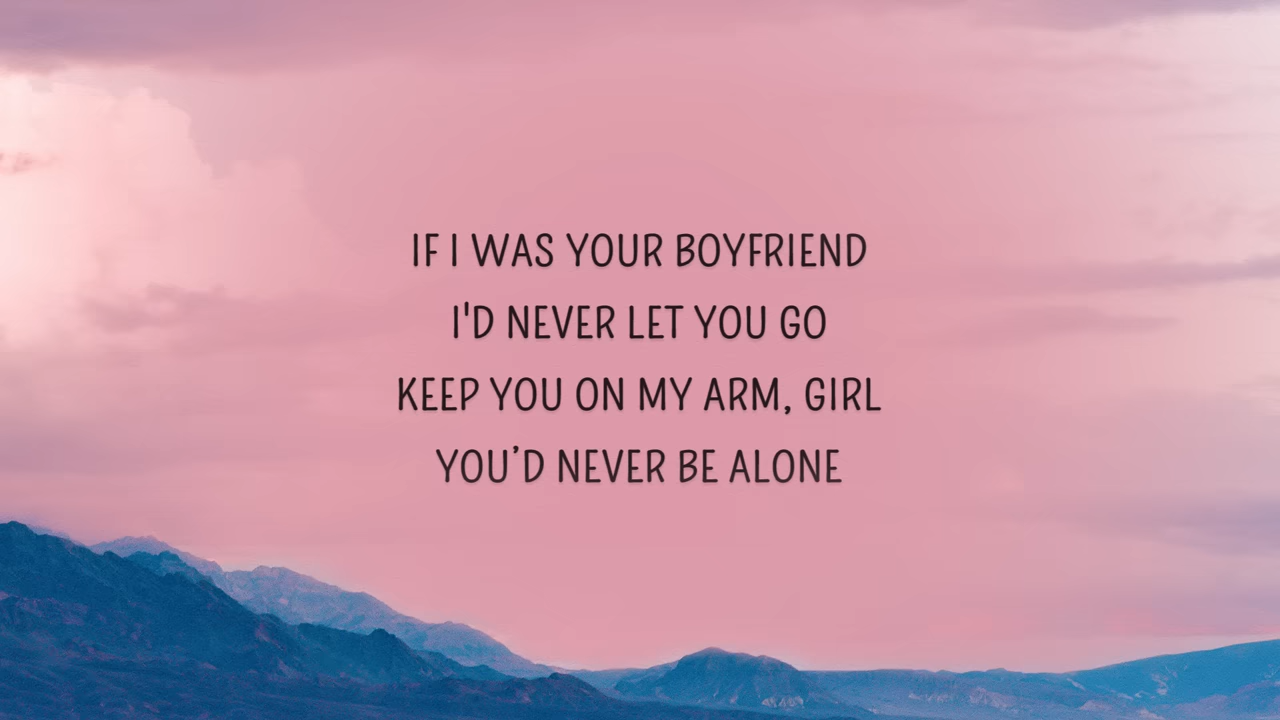 IF I WAS YOUR BOYFRIEND
I'D NEVER LET YOU GO
KEEP YOU ON MY ARM, GIRL
YOU’D NEVER BE ALONE